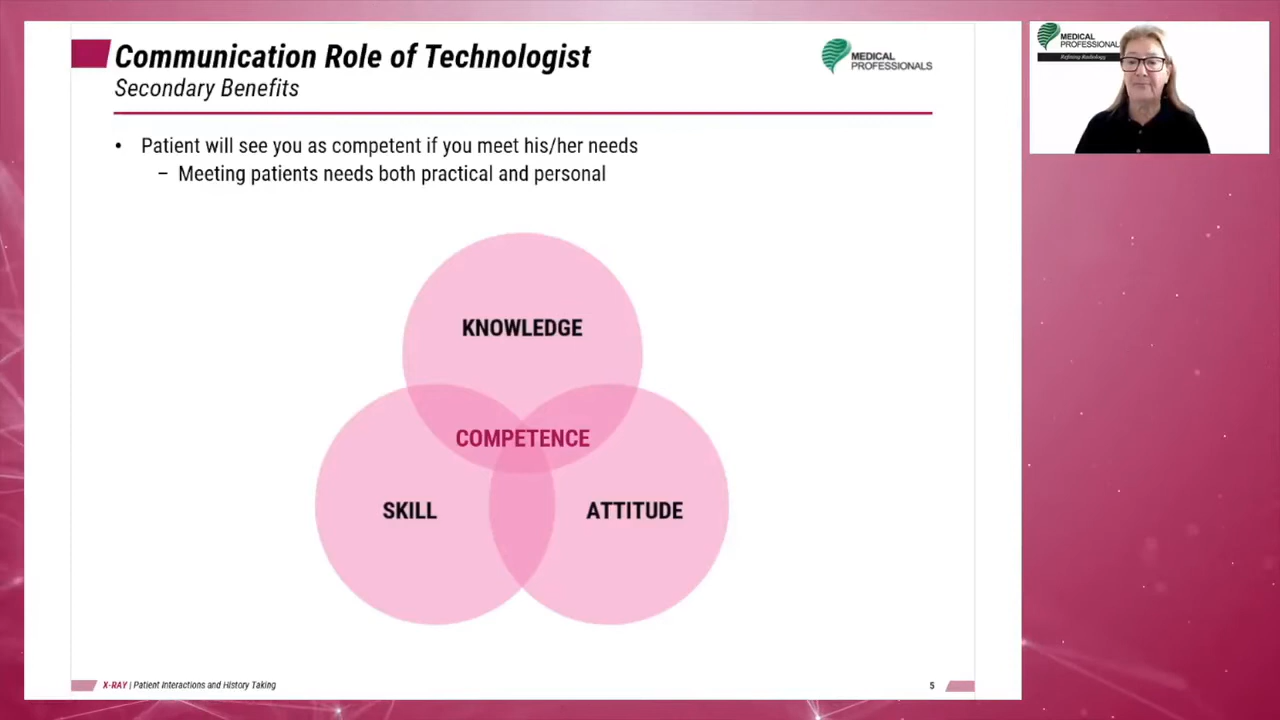 Communication Role of Technologist
Secondary Benefits
MEDICAL
PROFESSIONALS
• Patient will see you as competent if you meet his/her needs
– Meeting patients needs both practical and personal
KNOWLEDGE
COMPETENCE
SKILL
ATTITUDE
X-RAY | Patient Interactions and History Taking
5
MEDICAL
PROFESSIONAL
Refining Radiology